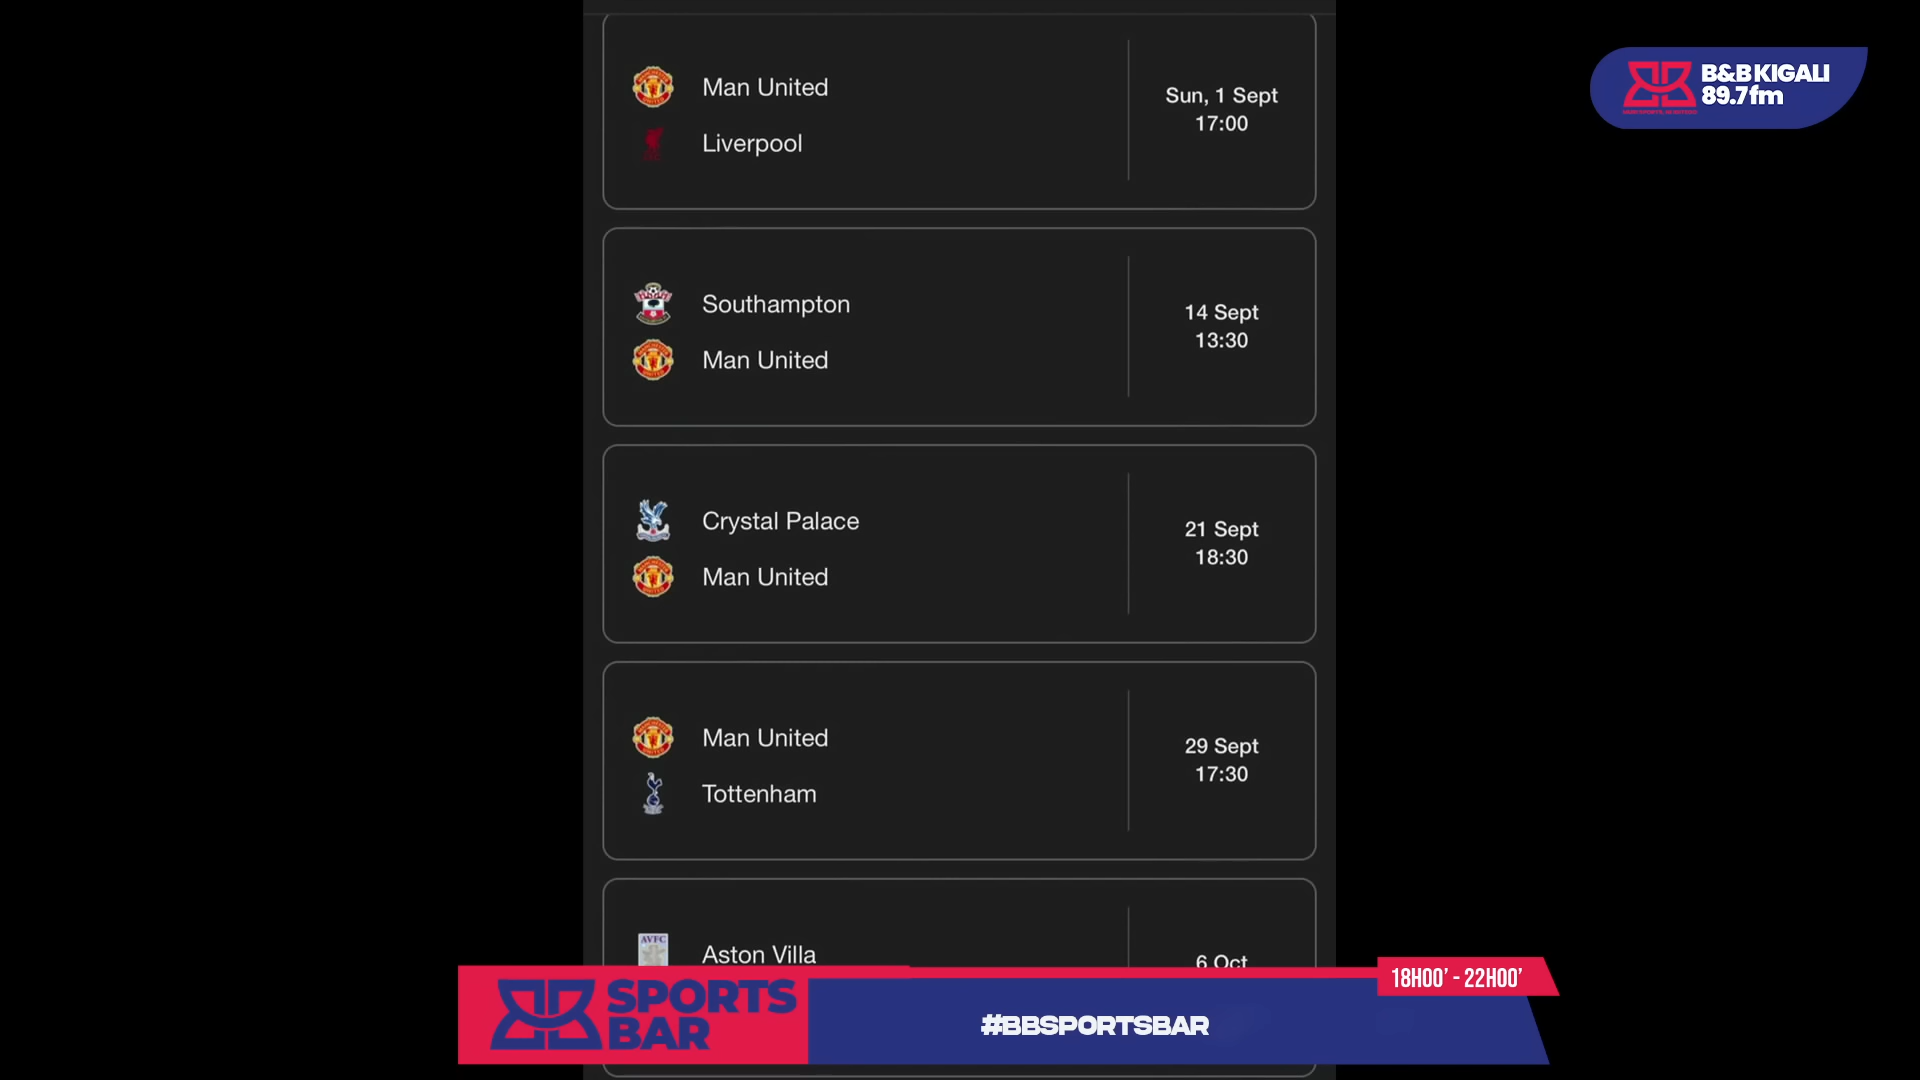 Man United
Liverpool
Sun, 1 Sept
17:00
B&B KIGALI
89.7fm
Southampton
Man United
14 Sept
13:30
Crystal Palace
Man United
21 Sept
18:30
Man United
Tottenham
29 Sept
17:30
AVFC
Aston Villa
6 Oct
18H00’ - 22H00’
SPORTS
BAR
#BBSPORTSBAR